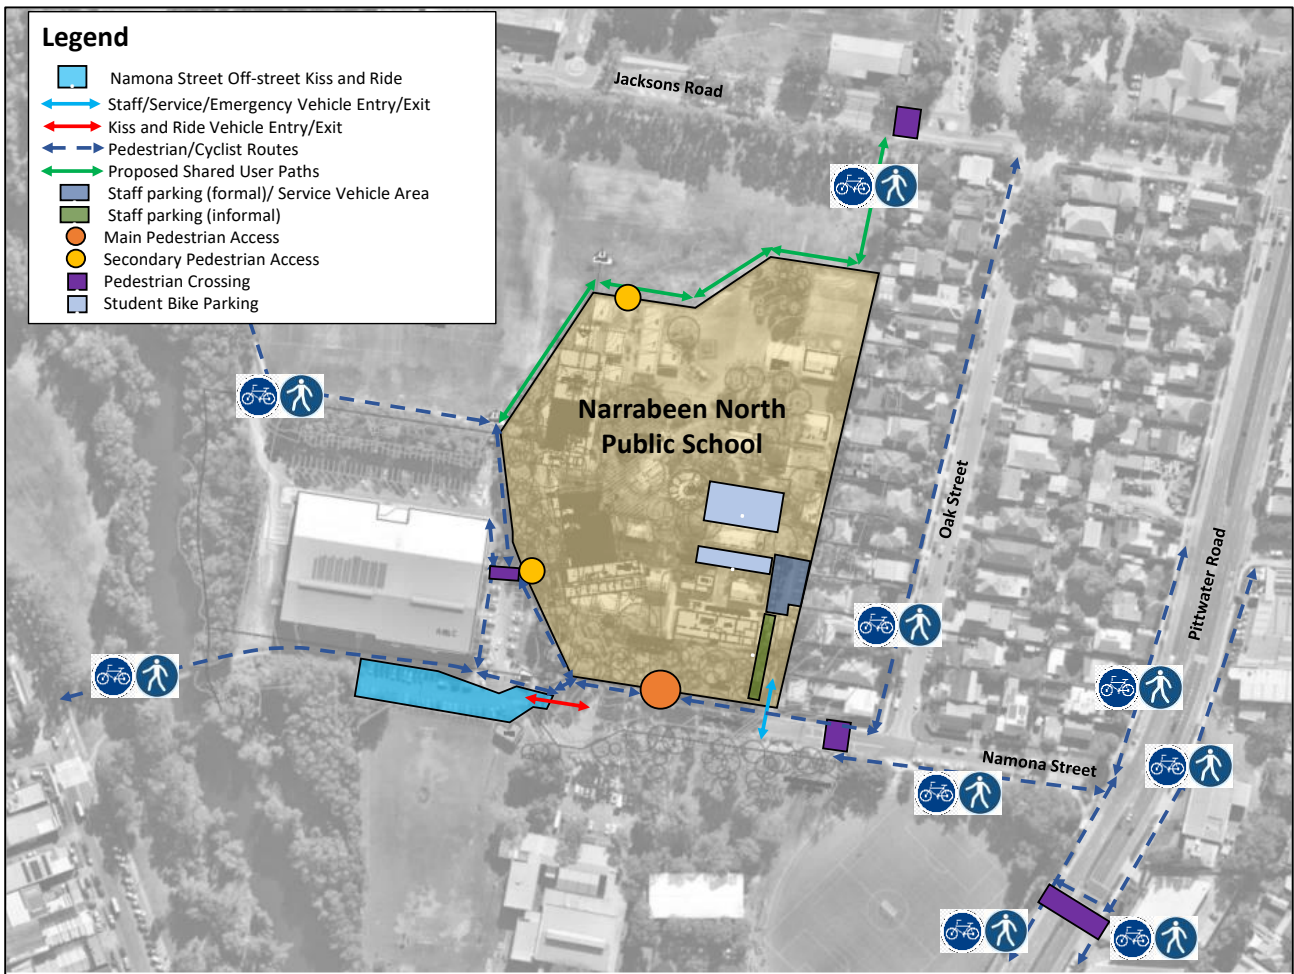 Legend
Namona Street Off-street Kiss and Ride
Staff/Service/Emergency Vehicle Entry/Exit
Kiss and Ride Vehicle Entry/Exit
Pedestrian/Cyclist Routes
Proposed Shared User Paths
Staff parking (formal)/ Service Vehicle Area
Staff parking (informal)
Main Pedestrian Access
Secondary Pedestrian Access
Pedestrian Crossing
Student Bike Parking
Jacksons Road
Narrabeen North
Public School
Oak Street
Pittwater Road
Namona Street